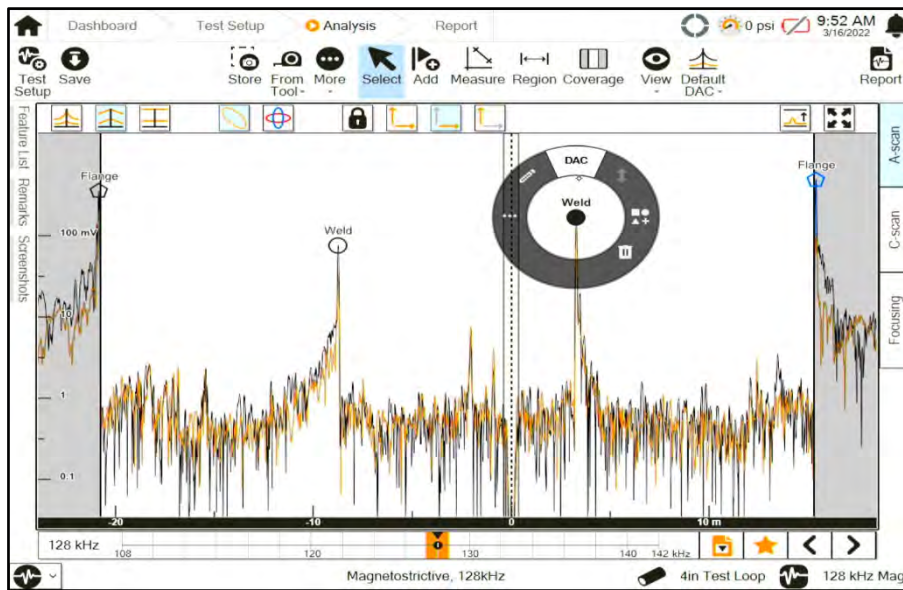 Dashboard Test Setup Analysis Report 0 psi 9:52 AM
3/16/2022
Test Setup Save Store From Tool More Select Add Measure Region Coverage View Default DAC Report
Feature List Remarks Screenshots
A-scan
C-scan
Focusing
Flange
Weld
DAC
Weld
Flange
100 mV
10
1
0.1
-20 -10 0 10 m
128 kHz 108 120 130 140 142 kHz
Magnetostrictive, 128kHz 4in Test Loop 128 kHz Mag